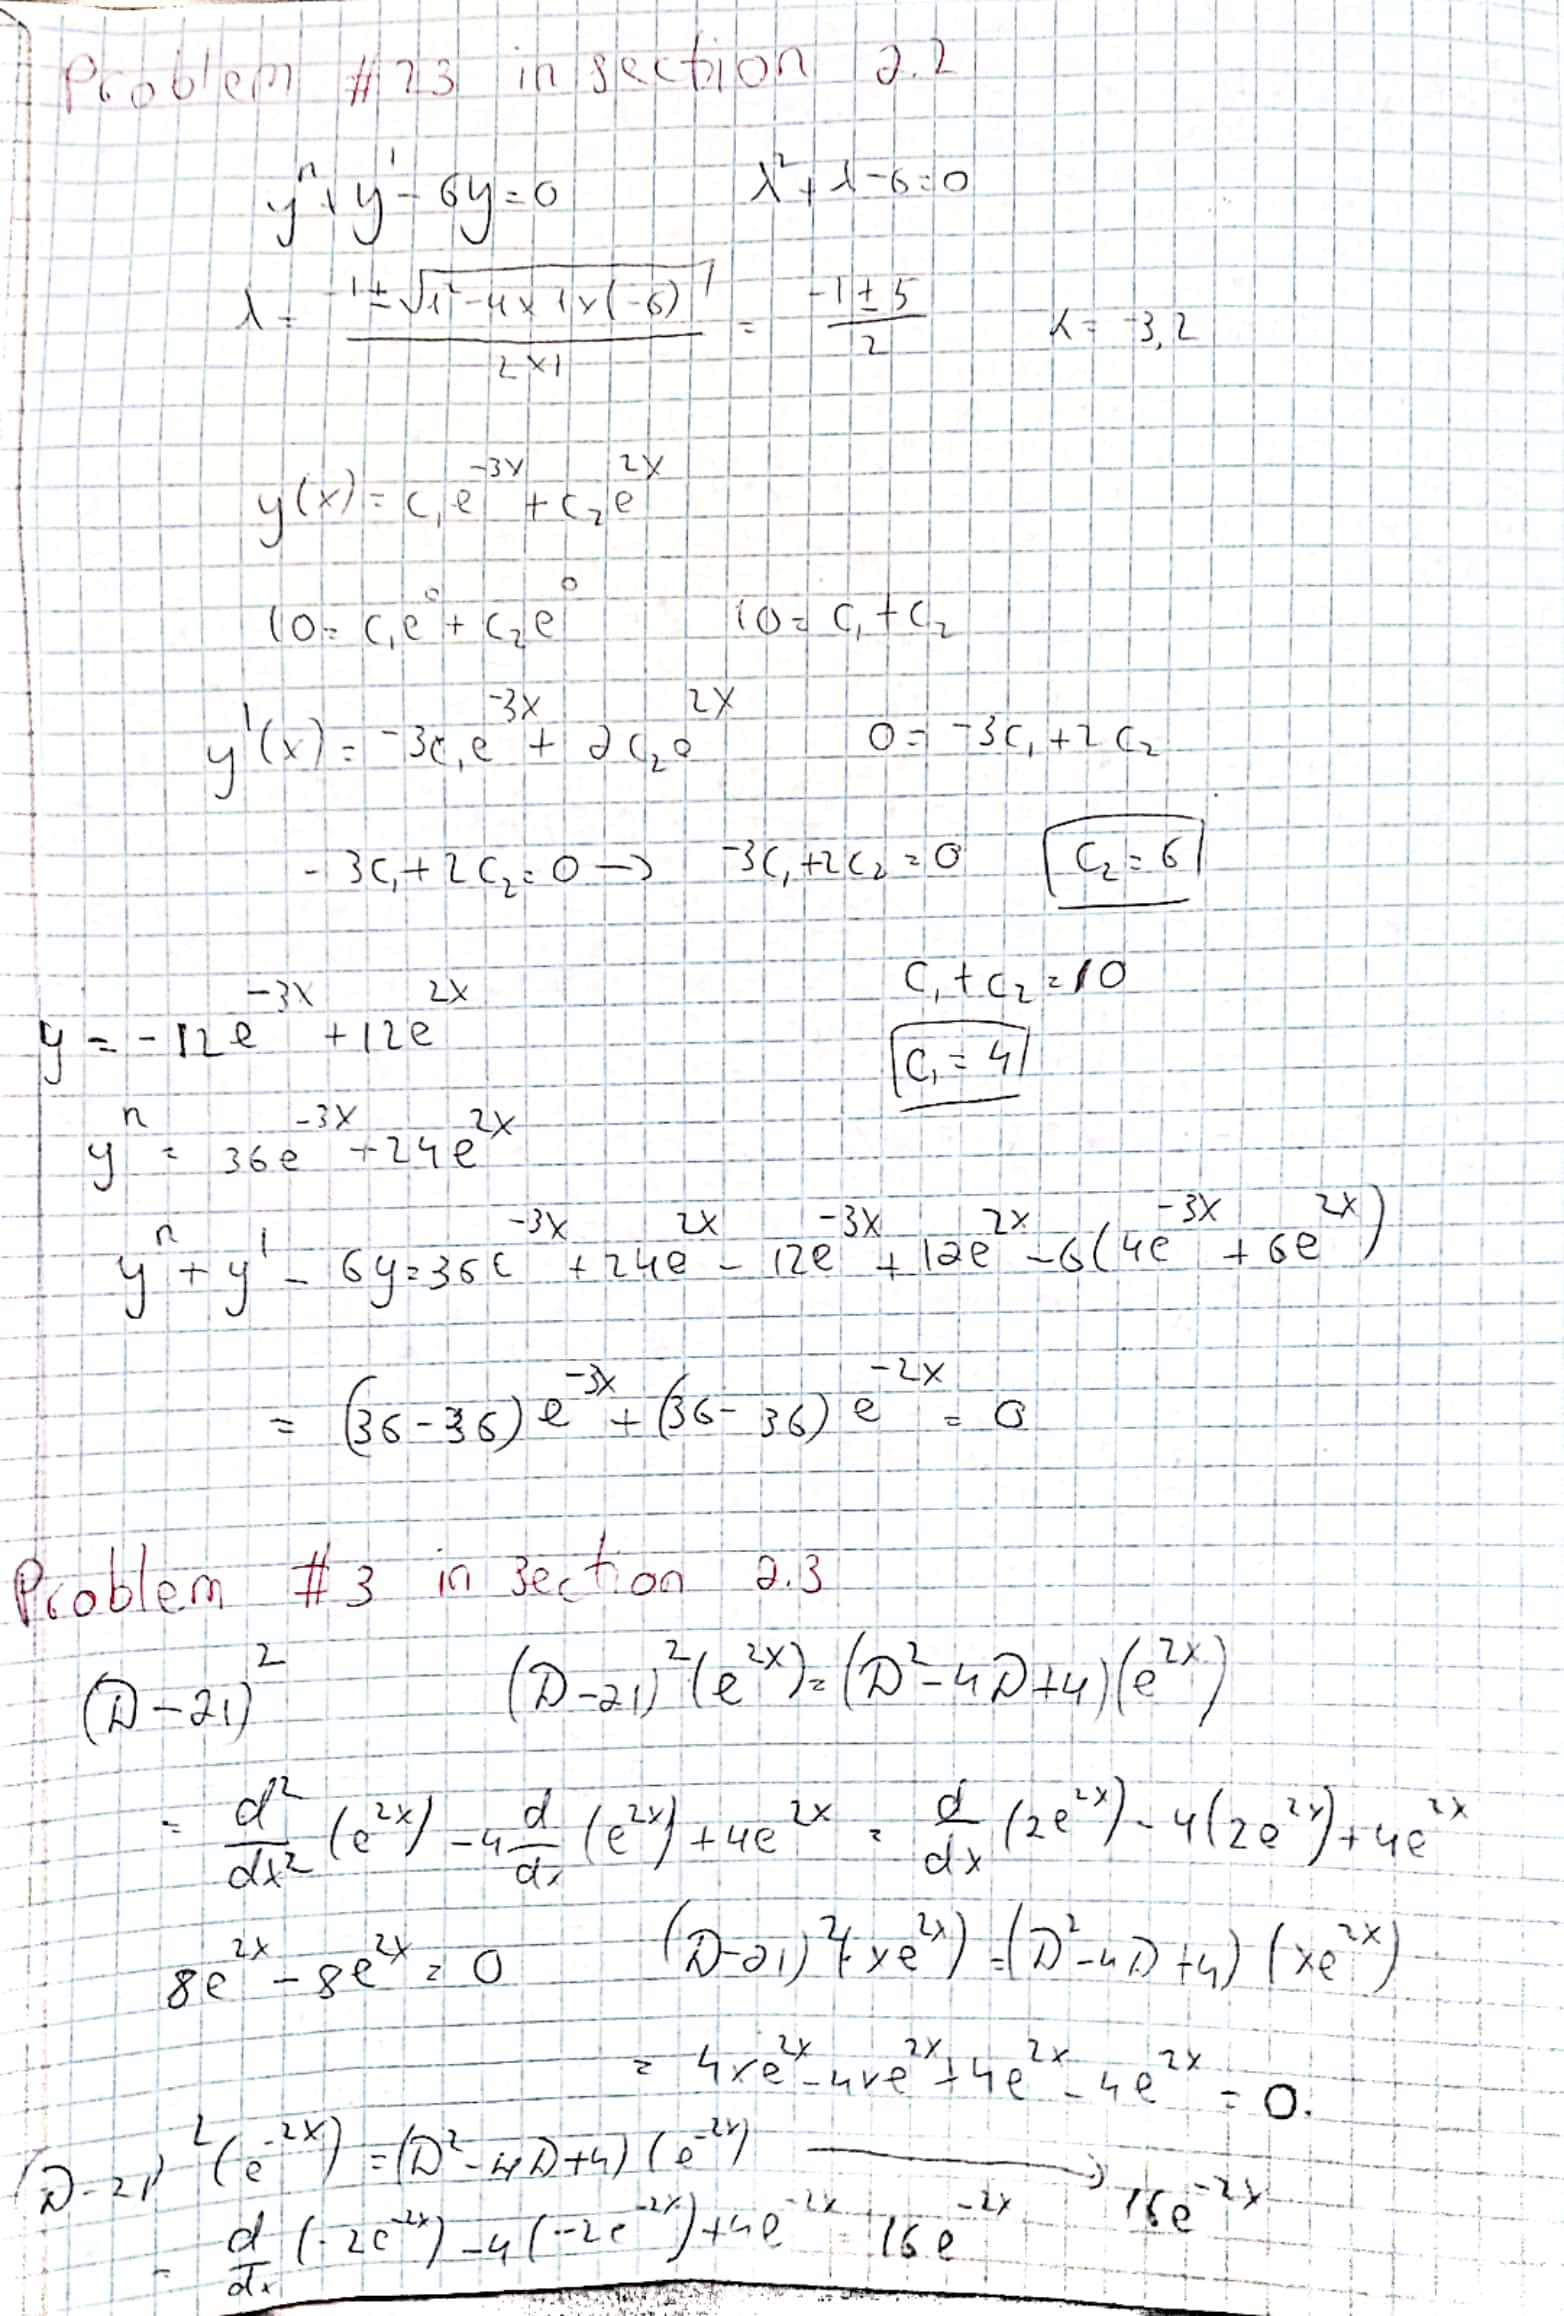 Problem #23 in section 2.2
y'' + y' - 6y = 0    λ² + λ - 6 = 0
λ = -1 ± √(1² - 4 × 1 × (-6)) / 2 × 1 = -1 ± 5 / 2    λ = -3, 2
y(x) = c₁e^-3x + c₂e^2x
10 = c₁e⁰ + c₂e⁰    10 = c₁ + c₂
y'(x) = -3c₁e^-3x + 2c₂e^2x    0 = -3c₁ + 2c₂
-3c₁ + 2c₂ = 0 → -3c₁ + 2c₂ = 0    c₂ = 6
c₁ + c₂ = 10
y = -12e^-3x + 12e^2x
c₁ = 4
y'' = 36e^-3x + 24e^2x
y'' + y' - 6y = 36e^-3x + 24e^2x - 12e^-3x + 12e^2x - 6(4e^-3x + 6e^2x)
= (36 - 36)e^-3x + (36 - 36)e^-2x = 0
Problem #3 in section 2.3
(D - 2I)²    (D - 2I)²(e^2x) = (D² - 4D + 4)(e^2x)
= d²/dx² (e^2x) - 4 d/dx (e^2x) + 4e^2x = d/dx (2e^2x) - 4(2e^2x) + 4e^2x
8e^2x - 8e^2x = 0    (D - 2I)²(xe^2x) = (D² - 4D + 4)(xe^2x)
= 4xe^2x - 4xe^2x + 4e^2x - 4e^2x = 0.
(D - 2I)²(e^-2x) = (D² - 4D + 4)(e^-2x) → 16e^-2x
= d/dx (-2e^-2x) - 4(-2e^-2x) + 4e^-2x = 16e^-2x